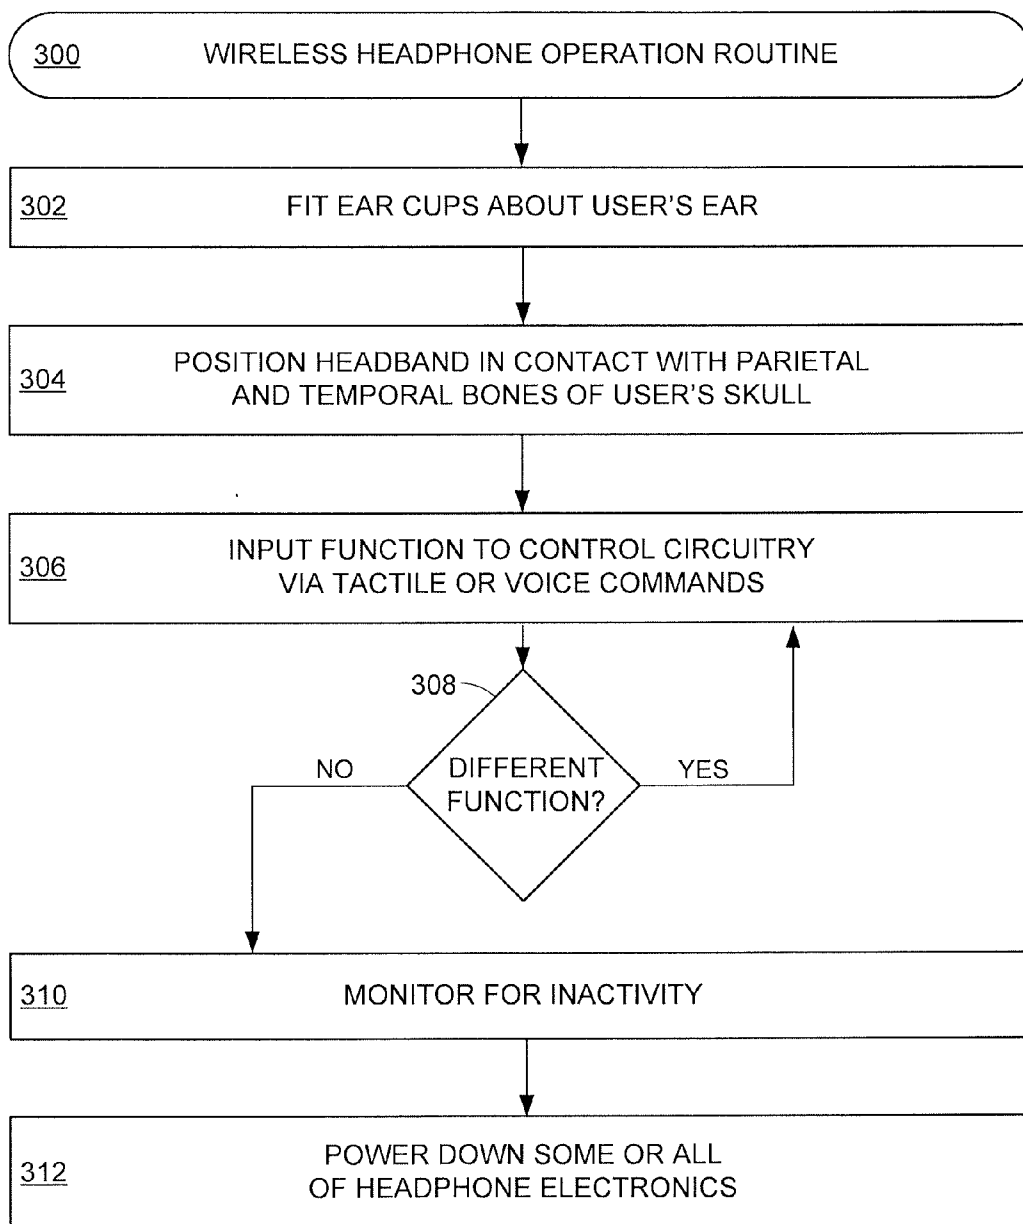 300 WIRELESS HEADPHONE OPERATION ROUTINE
302 FIT EAR CUPS ABOUT USER'S EAR
304 POSITION HEADBAND IN CONTACT WITH PARIETAL
AND TEMPORAL BONES OF USER'S SKULL
306 INPUT FUNCTION TO CONTROL CIRCUITRY
VIA TACTILE OR VOICE COMMANDS
308
NO
DIFFERENT
FUNCTION?
YES
310 MONITOR FOR INACTIVITY
312 POWER DOWN SOME OR ALL
OF HEADPHONE ELECTRONICS